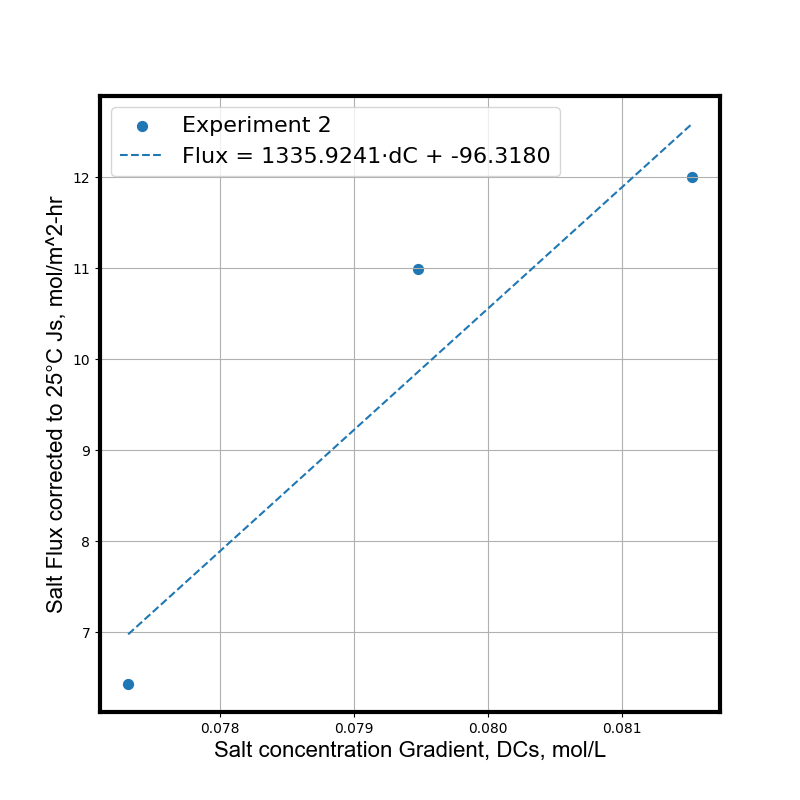 Experiment 2
Flux = 1335.9241·dC + -96.3180
12
11
10
9
8
7
Salt Flux corrected to 25°C Js, mol/m^2-hr
0.078 0.079 0.080 0.081
Salt concentration Gradient, DCs, mol/L